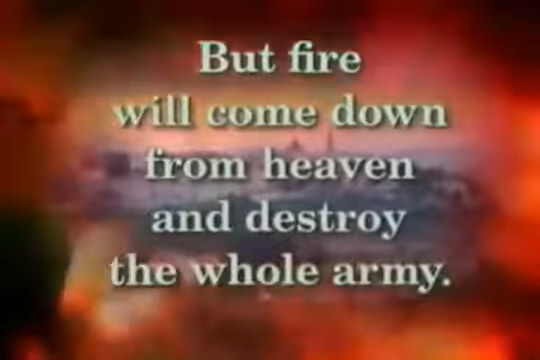 But fire
will come down
from heaven
and destroy
the whole army.